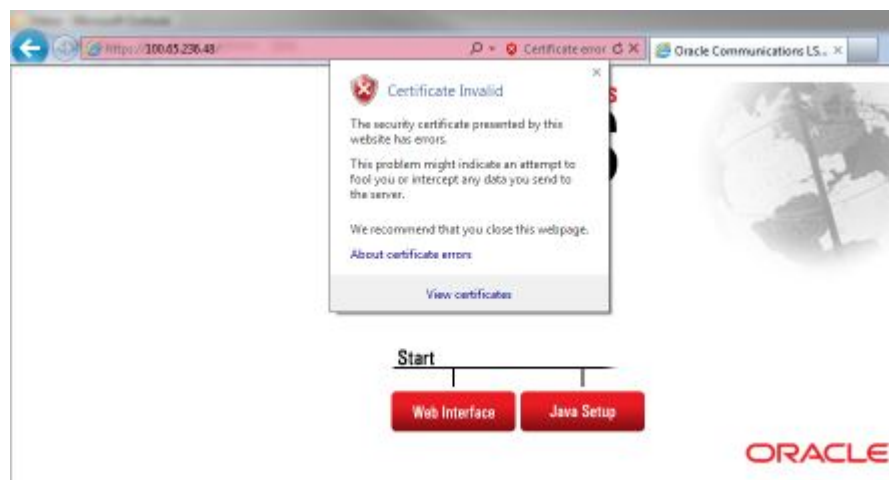 https://100.65.236.48/
Certificate error
Oracle Communications LS...
Certificate Invalid
The security certificate presented by this
website has errors.
This problem might indicate an attempt to
fool you or intercept any data you send to
the server.
We recommend that you close this webpage.
About certificate errors
View certificates
S
Start
Web Interface
Java Setup
ORACLE